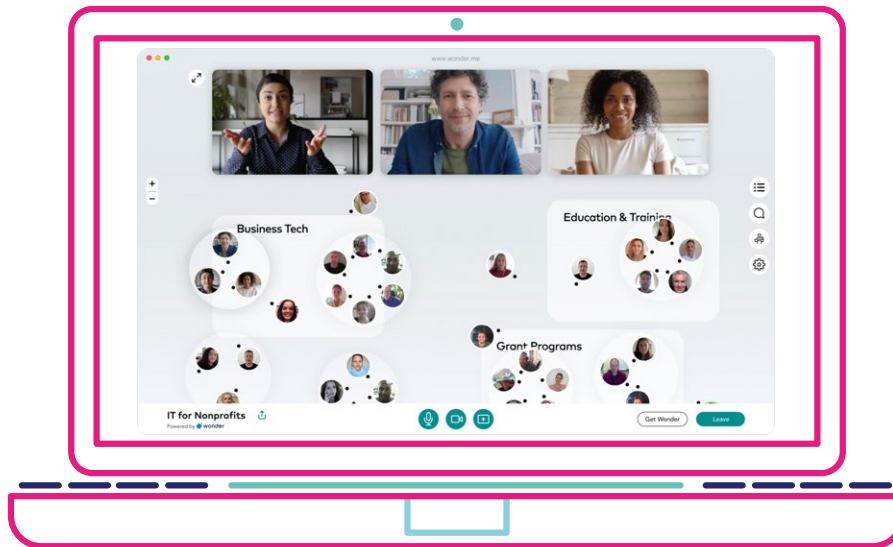 www.wonder.me
Business Tech
Education & Training
Grant Programs
IT for Nonprofits
Powered by wonder
Get Wonder
Leave